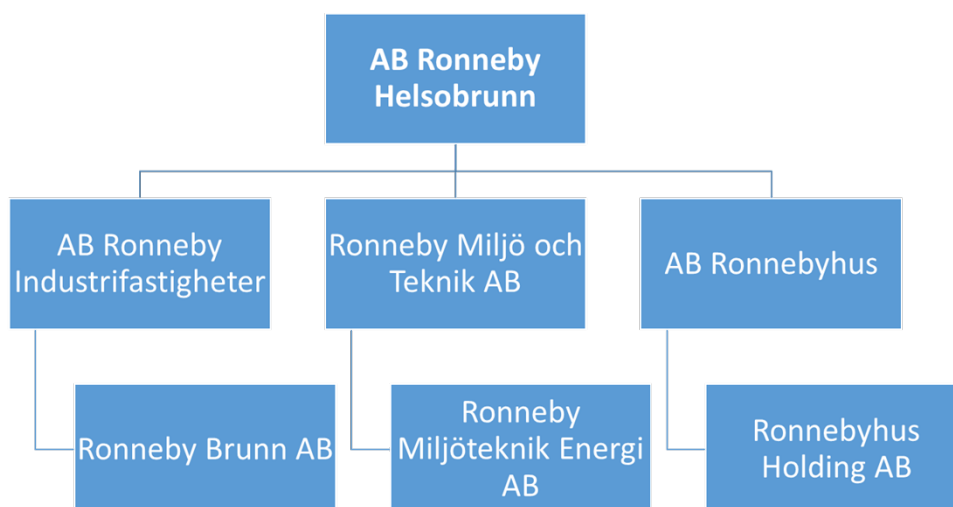 AB Ronneby
Helsobrunn
AB Ronneby
Industrifastigheter
Ronneby Miljö och
Teknik AB
AB Ronnebyhus
Ronneby Brunn AB
Ronneby
Miljöteknik Energi
AB
Ronnebyhus
Holding AB